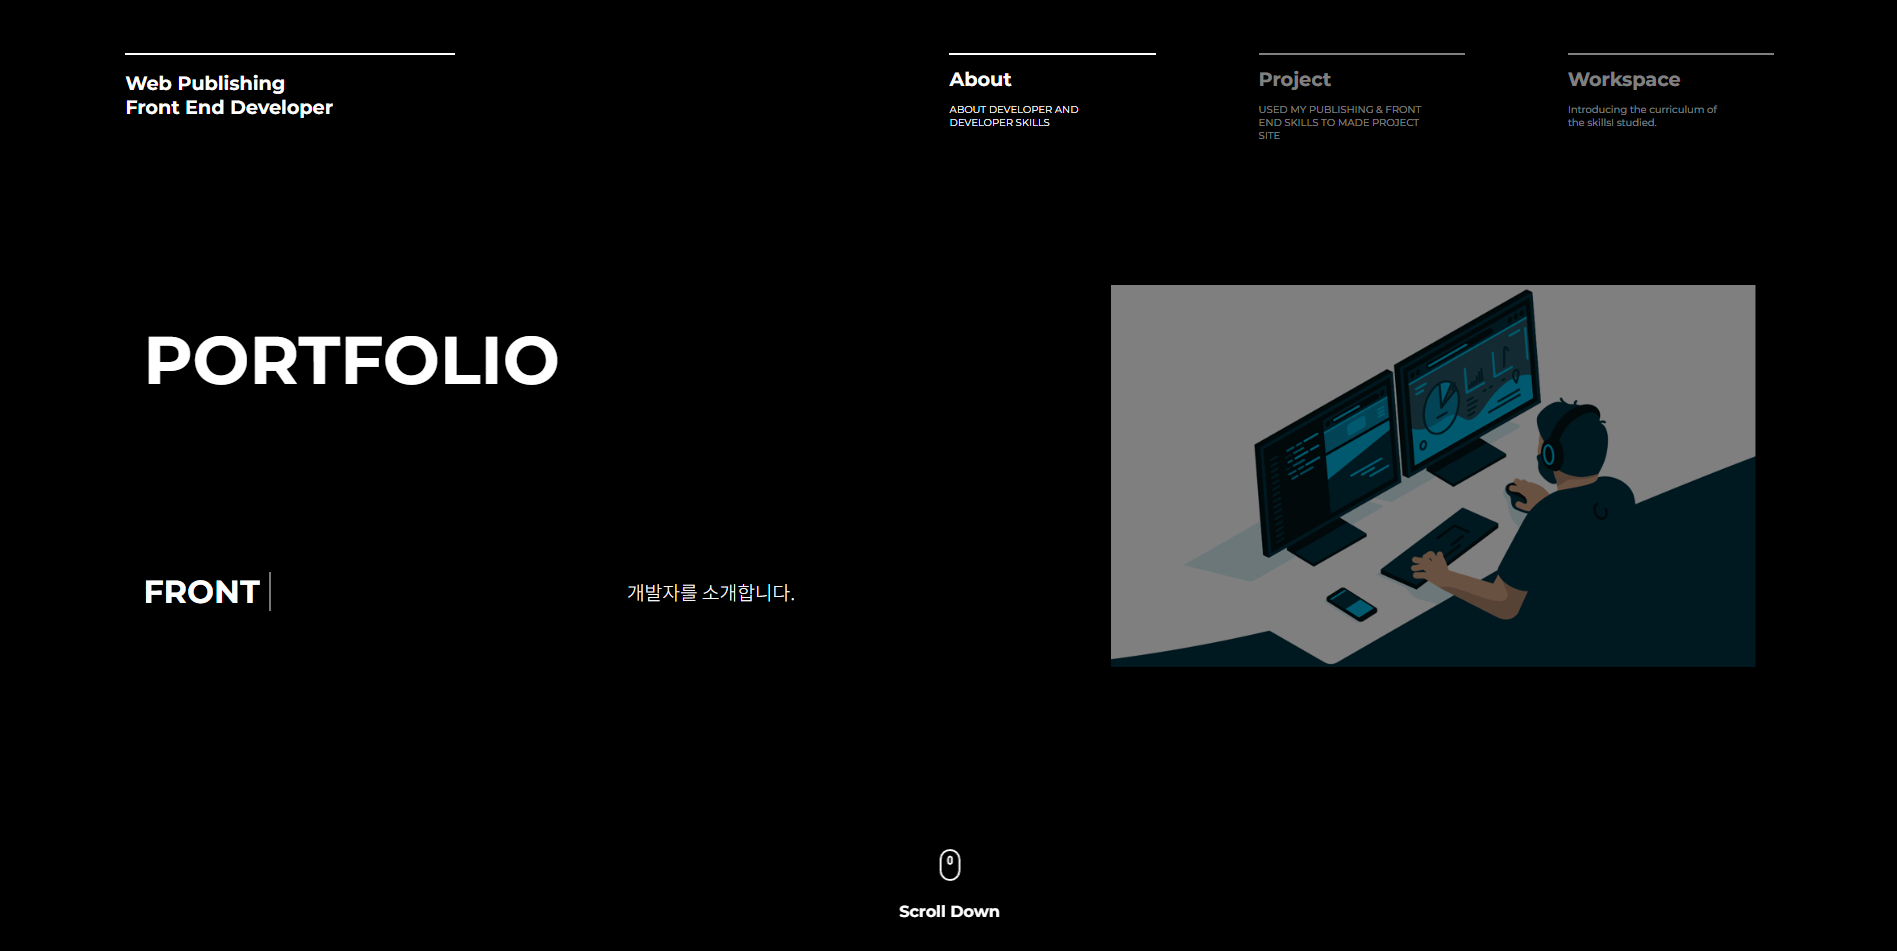 Web Publishing
Front End Developer
About
ABOUT DEVELOPER AND
DEVELOPER SKILLS
Project
USED MY PUBLISHING & FRONT
END SKILLS TO MADE PROJECT
SITE
Workspace
Introducing the curriculum of
the skillsI studied.
PORTFOLIO
FRONT
개발자를 소개합니다.
Scroll Down